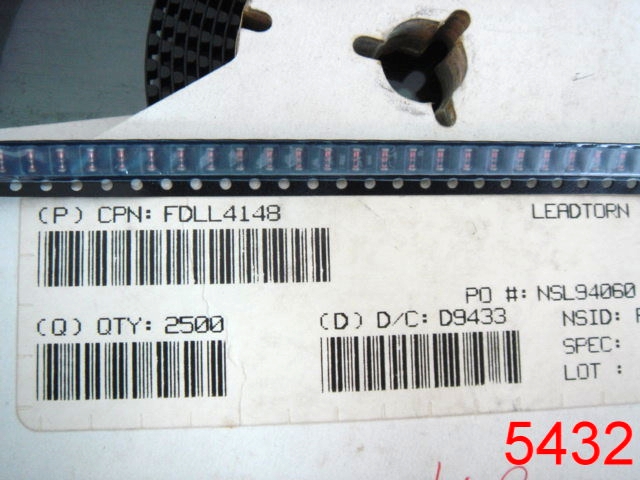 (P) CPN: FDLL4148
LEADTORN
PO #: NSL94060
(Q) QTY: 2500
(D) D/C: D9433
NSID:
SPEC:
LOT :
5432